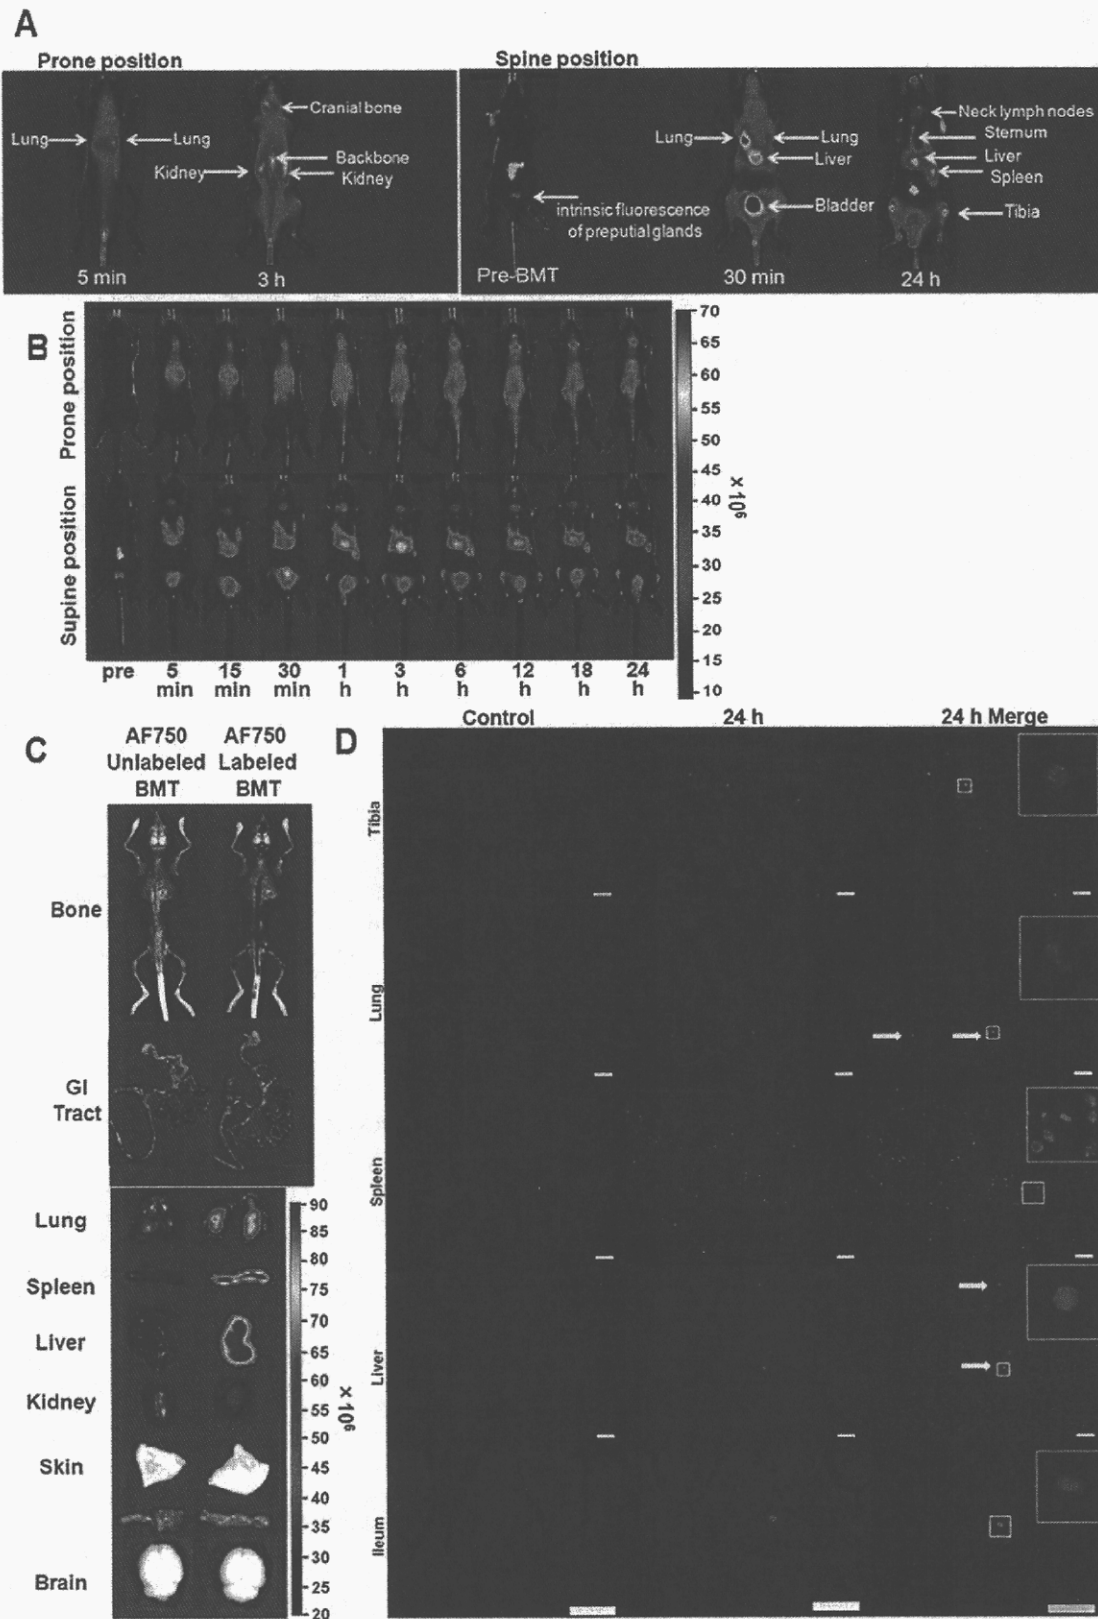 A
Prone position
Spine position
Cranial bone
Lung
Lung
Backbone
Kidney
Kidney
5 min
3 h
intrinsic fluorescence
of preputial glands
Pre-BMT
Lung
Lung
Liver
Bladder
30 min
Neck lymph nodes
Sternum
Liver
Spleen
Tibia
24 h
B
Prone position
Supine position
pre
5
min
15
min
30
min
1
h
3
h
6
h
12
h
18
h
24
h
70
65
60
55
50
45
40
35
30
25
20
15
10
× 10⁶
C
AF750
Unlabeled
BMT
AF750
Labeled
BMT
Bone
GI
Tract
Lung
Spleen
Liver
Kidney
Skin
Brain
90
85
80
75
70
65
60
55
50
45
40
35
30
25
20
× 10⁶
D
Control
24 h
24 h Merge
Tibia
Lung
Spleen
Liver
Ileum